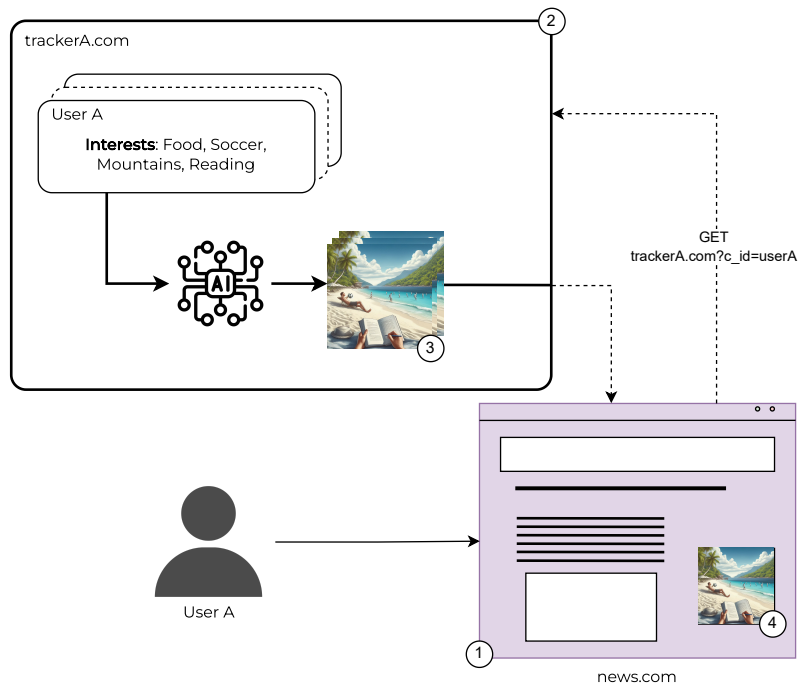 2
trackerA.com
User A
Interests: Food, Soccer,
Mountains, Reading
GET
trackerA.com?c_id=userA
AI
3
User A
4
1
news.com